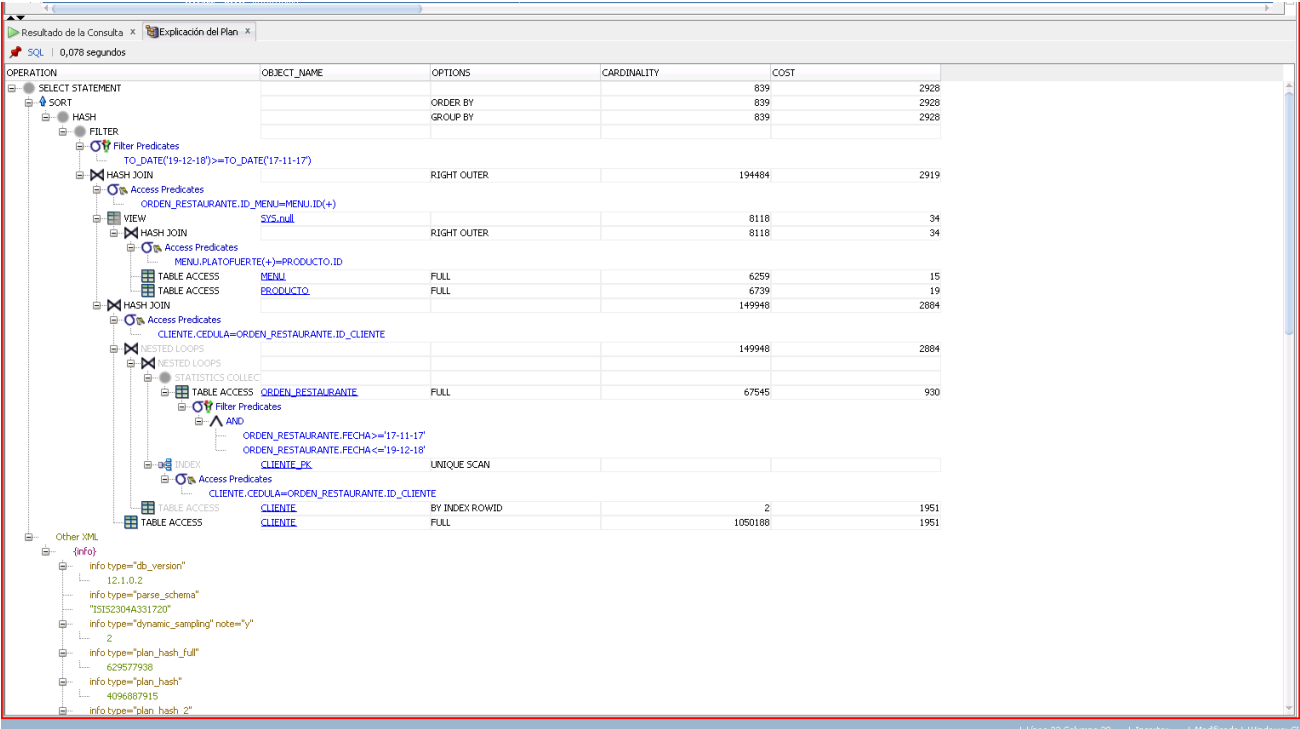 Resultado de la Consulta x Explicación del Plan x
SQL | 0,078 segundos
OPERATION OBJECT_NAME OPTIONS CARDINALITY COST
SELECT STATEMENT 839 2928
SORT ORDER BY 839 2928
HASH GROUP BY 839 2928
FILTER
Filter Predicates
TO_DATE('19-12-18')>=TO_DATE('17-11-17')
HASH JOIN RIGHT OUTER 194484 2919
Access Predicates
ORDEN_RESTAURANTE.ID_MENU=MENU.ID(+)
VIEW SYS.null 8118 34
HASH JOIN RIGHT OUTER 8118 34
Access Predicates
MENU.PLATOFUERTE(+)=PRODUCTO.ID
TABLE ACCESS MENU FULL 6259 15
TABLE ACCESS PRODUCTO FULL 6739 19
HASH JOIN 149948 2884
Access Predicates
CLIENTE.CEDULA=ORDEN_RESTAURANTE.ID_CLIENTE
NESTED LOOPS 149948 2884
NESTED LOOPS
STATISTICS COLLEC
TABLE ACCESS ORDEN_RESTAURANTE FULL 67545 930
Filter Predicates
AND
ORDEN_RESTAURANTE.FECHA>='17-11-17'
ORDEN_RESTAURANTE.FECHA<='19-12-18'
INDEX CLIENTE_PK UNIQUE SCAN
Access Predicates
CLIENTE.CEDULA=ORDEN_RESTAURANTE.ID_CLIENTE
TABLE ACCESS CLIENTE BY INDEX ROWID 2 1951
TABLE ACCESS CLIENTE FULL 1050188 1951
Other XML
{info}
info type="db_version"
12.1.0.2
info type="parse_schema"
"ISIS2304A331720"
info type="dynamic_sampling" note="y"
2
info type="plan_hash_full"
629577938
info type="plan_hash"
4096887915
info type="plan_hash_2"